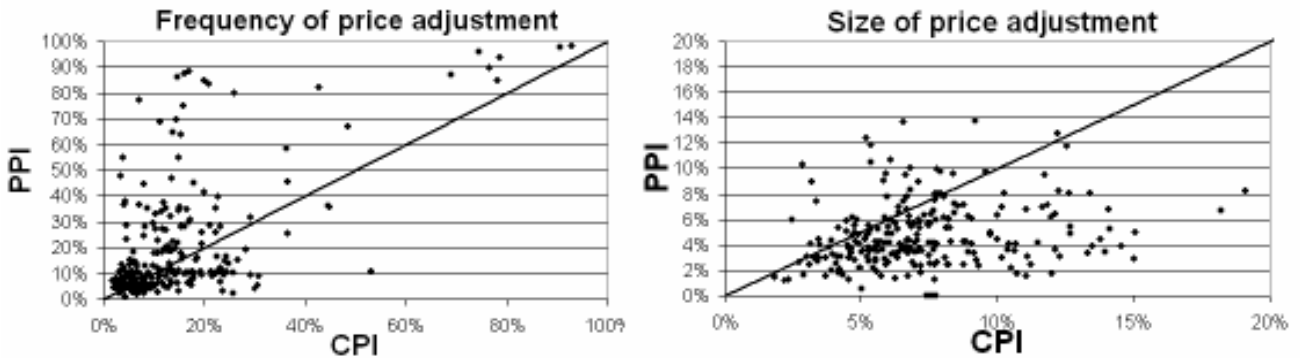 Frequency of price adjustment
100%
90%
80%
70%
60%
50%
40%
30%
20%
10%
0%
PPI
0% 20% 40% 60% 80% 100%
CPI
Size of price adjustment
20%
18%
16%
14%
12%
10%
8%
6%
4%
2%
0%
PPI
0% 5% 10% 15% 20%
CPI